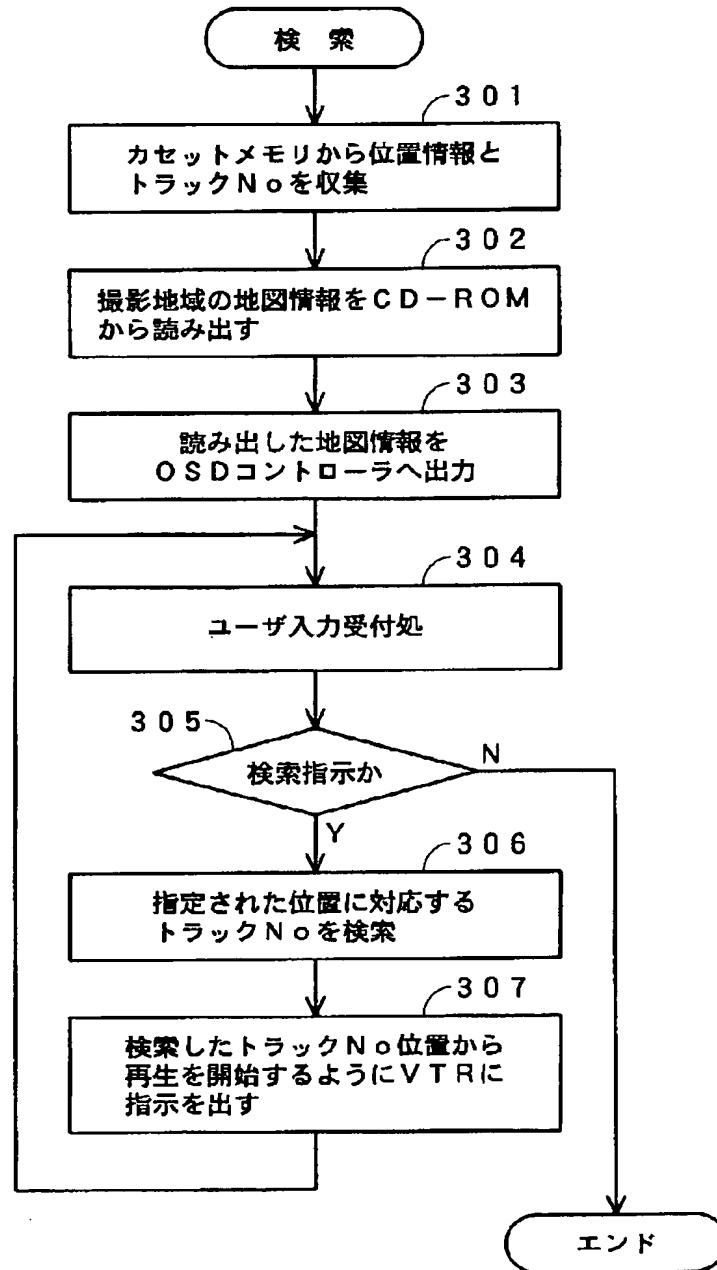 検　索
３０１
カセットメモリから位置情報と
トラックＮｏを収集
３０２
撮影地域の地図情報をＣＤ－ＲＯＭ
から読み出す
３０３
読み出した地図情報を
ＯＳＤコントローラへ出力
３０４
ユーザ入力受付処
３０５
検索指示か
N
Y
３０６
指定された位置に対応する
トラックＮｏを検索
３０７
検索したトラックＮｏ位置から
再生を開始するようにＶＴＲに
指示を出す
エンド